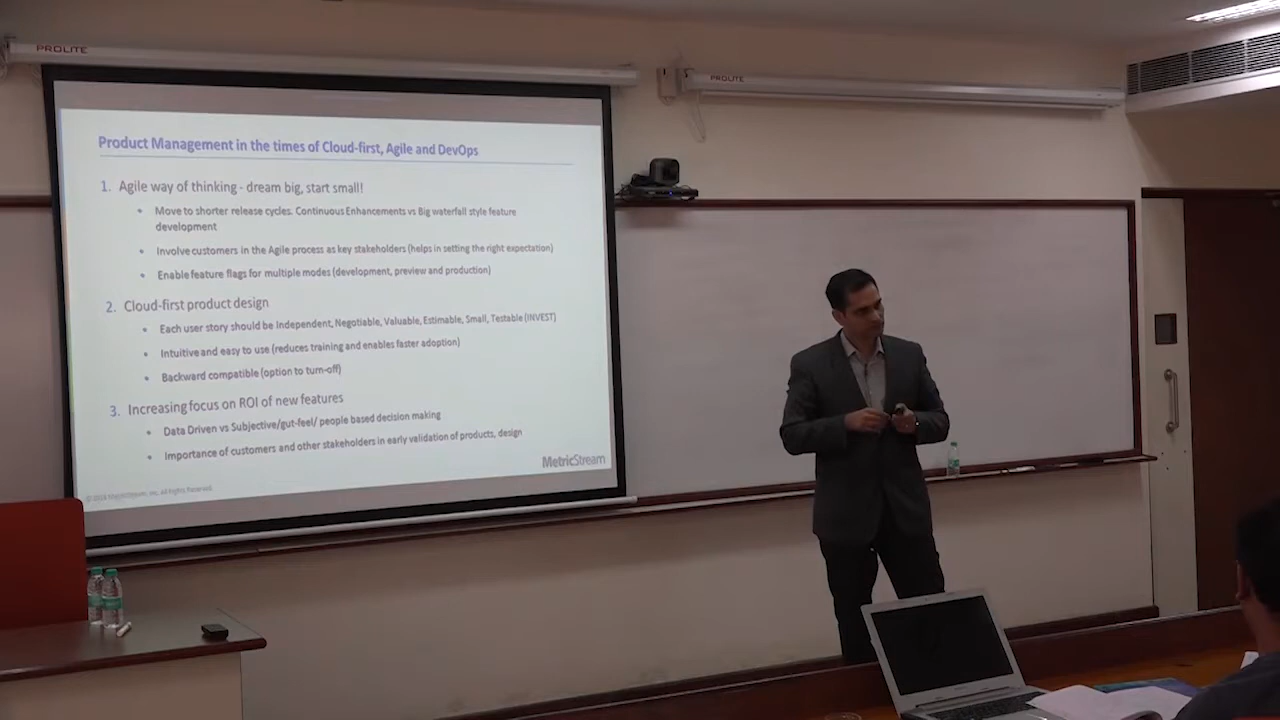 PROLITE
PROLITE
Product Management in the times of Cloud-first, Agile and DevOps
1. Agile way of thinking - dream big, start small!
• Move to shorter release cycles. Continuous Enhancements vs Big waterfall style feature
development
• Involve customers in the Agile process as key stakeholders (helps in setting the right expectation)
• Enable feature flags for multiple modes (development, preview and production)
2. Cloud-first product design
• Each user story should be Independent, Negotiable, Valuable, Estimable, Small, Testable (INVEST)
• Intuitive and easy to use (reduces training and enables faster adoption)
• Backward compatible (option to turn-off)
3. Increasing focus on ROI of new features
• Data Driven vs Subjective/gut-feel/ people based decision making
• Importance of customers and other stakeholders in early validation of products, design
MetricStream
MetricStream, Inc. All Rights Reserved.